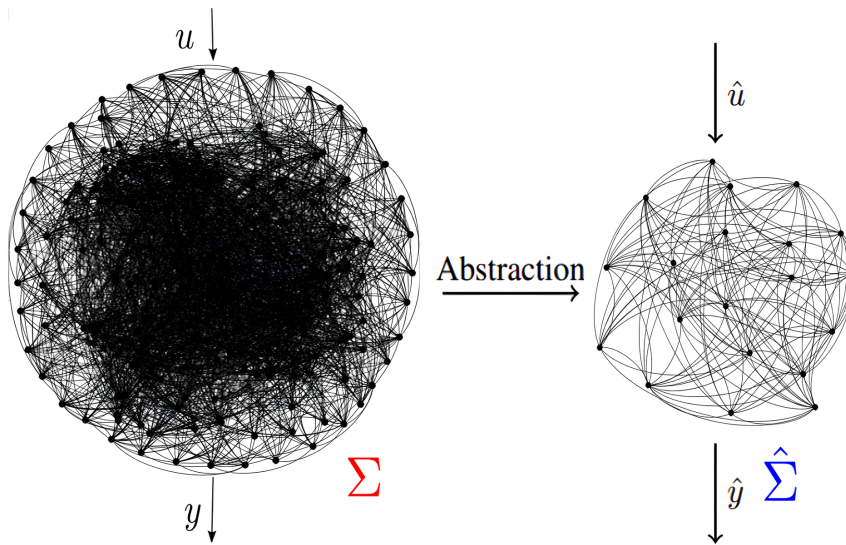 u
û
Abstraction
Σ
y
ŷ
Σ̂